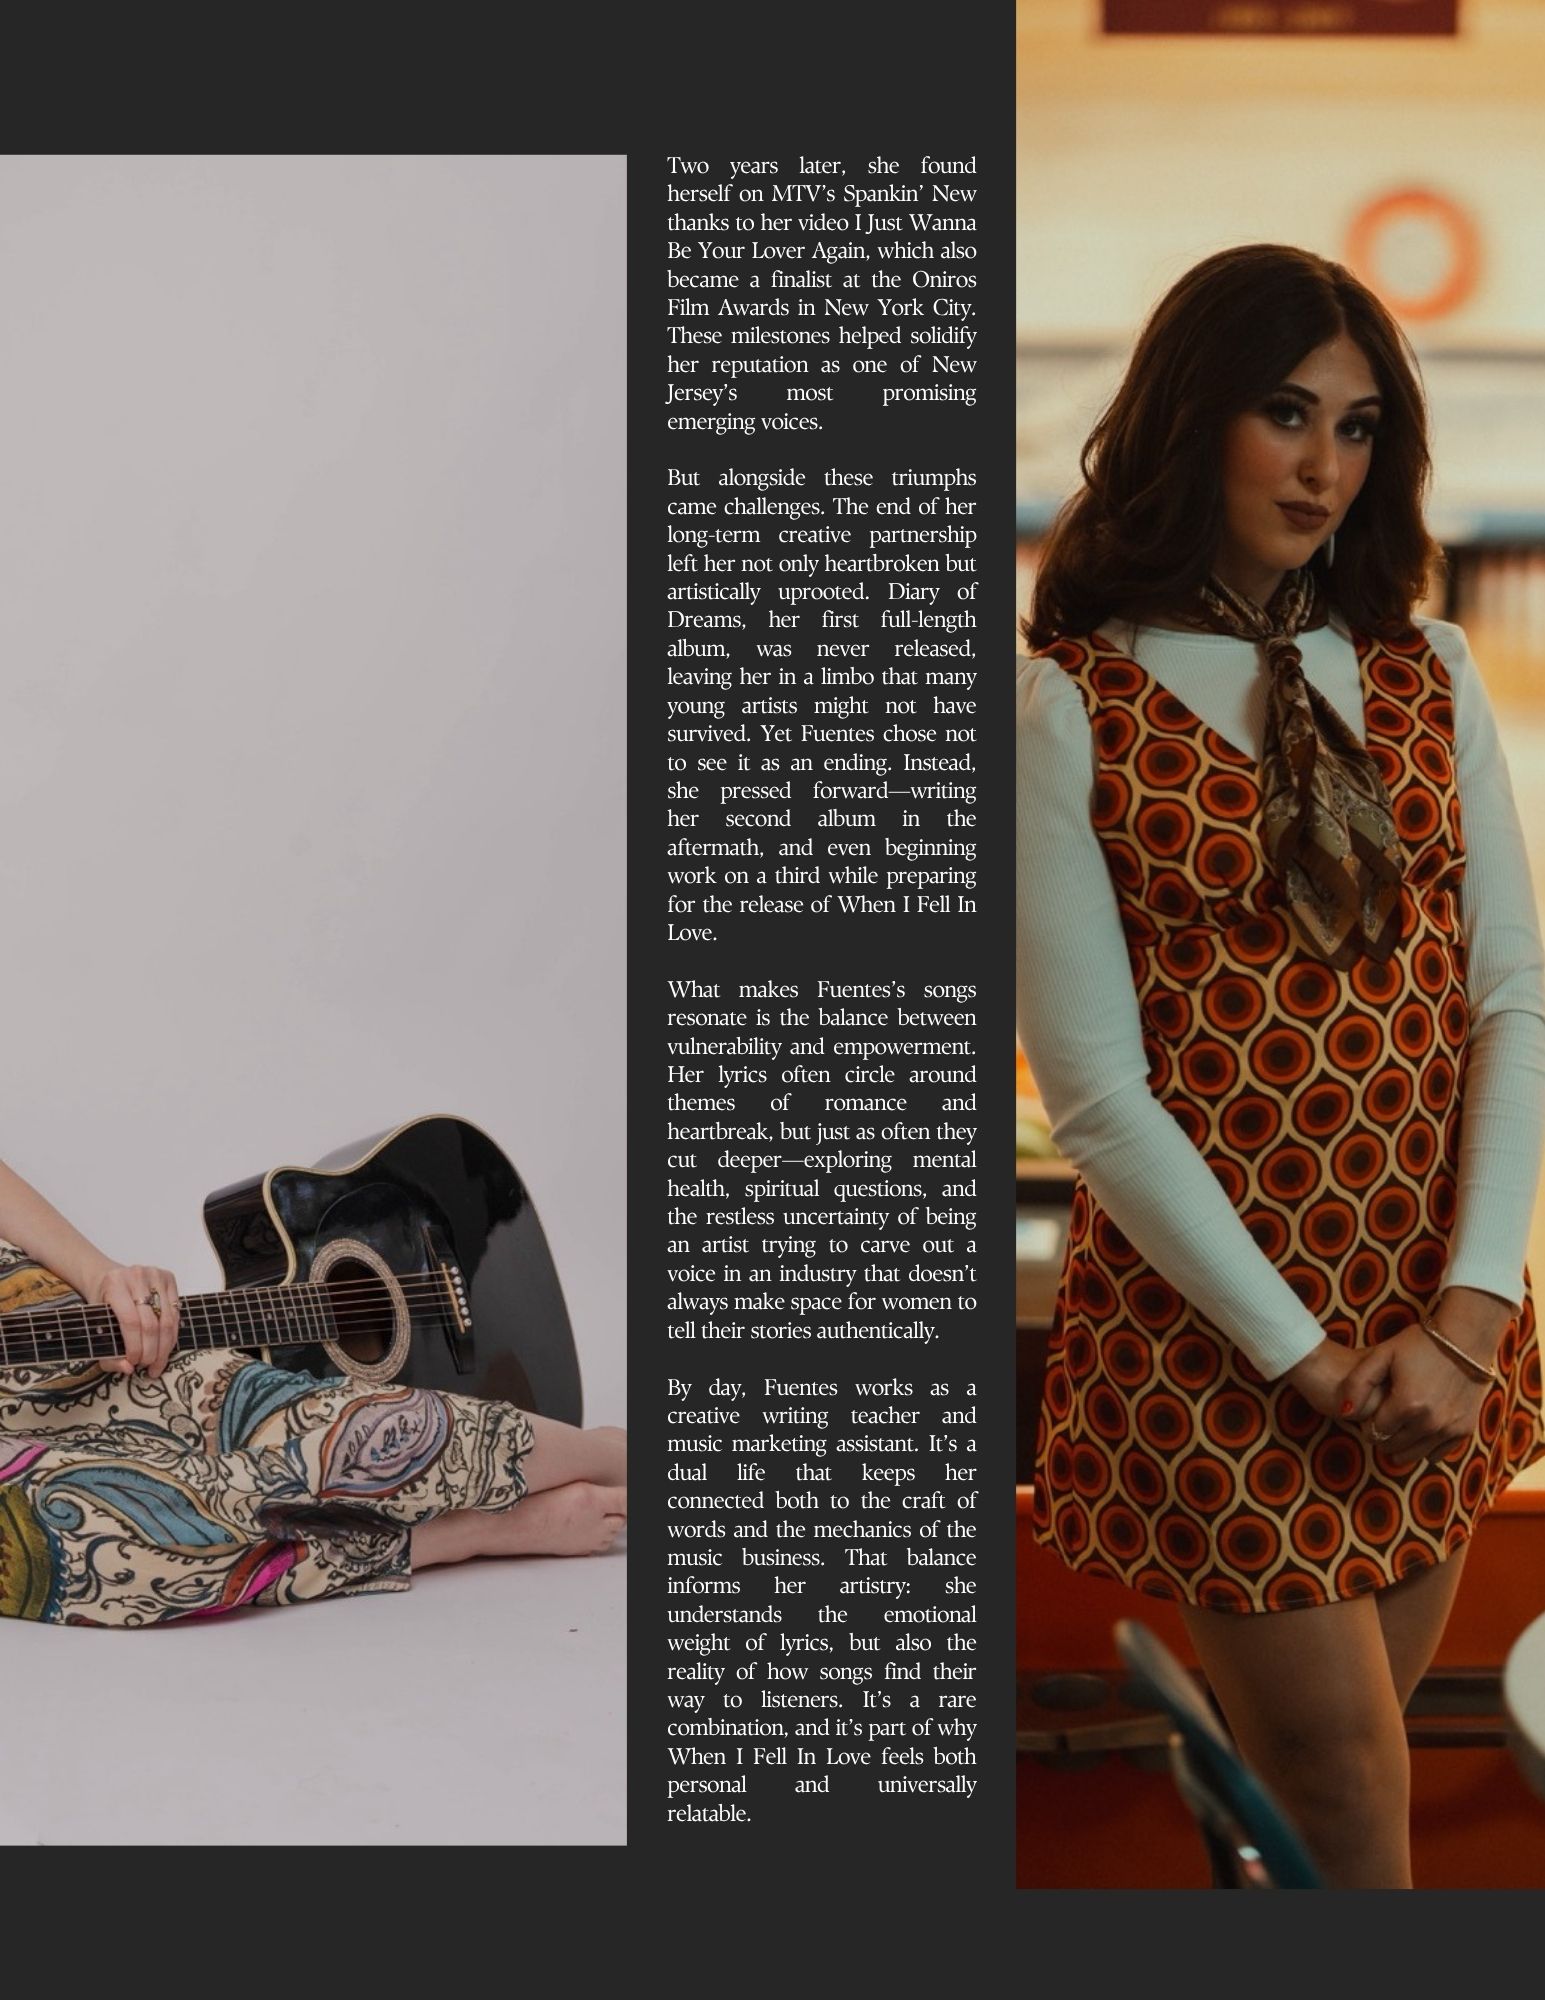 Two years later, she found
herself on MTV’s Spankin’ New
thanks to her video I Just Wanna
Be Your Lover Again, which also
became a finalist at the Oniros
Film Awards in New York City.
These milestones helped solidify
her reputation as one of New
Jersey’s most promising
emerging voices.
But alongside these triumphs
came challenges. The end of her
long-term creative partnership
left her not only heartbroken but
artistically uprooted. Diary of
Dreams, her first full-length
album, was never released,
leaving her in a limbo that many
young artists might not have
survived. Yet Fuentes chose not
to see it as an ending. Instead,
she pressed forward—writing
her second album in the
aftermath, and even beginning
work on a third while preparing
for the release of When I Fell In
Love.
What makes Fuentes’s songs
resonate is the balance between
vulnerability and empowerment.
Her lyrics often circle around
themes of romance and
heartbreak, but just as often they
cut deeper—exploring mental
health, spiritual questions, and
the restless uncertainty of being
an artist trying to carve out a
voice in an industry that doesn’t
always make space for women to
tell their stories authentically.
By day, Fuentes works as a
creative writing teacher and
music marketing assistant. It’s a
dual life that keeps her
connected both to the craft of
words and the mechanics of the
music business. That balance
informs her artistry: she
understands the emotional
weight of lyrics, but also the
reality of how songs find their
way to listeners. It’s a rare
combination, and it’s part of why
When I Fell In Love feels both
personal and universally
relatable.